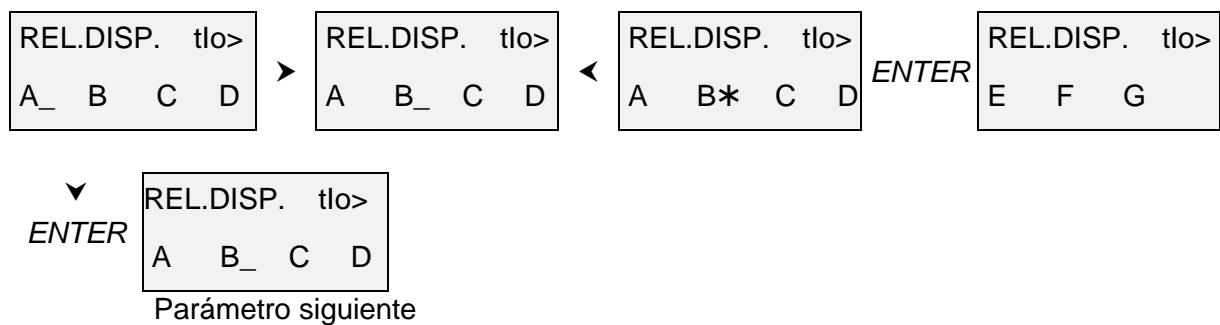 REL.DISP. tIo>
A_ B C D
➤
REL.DISP. tIo>
A B_ C D
REL.DISP. tIo>
A B* C D
ENTER
REL.DISP. tIo>
E F G
ENTER
REL.DISP. tIo>
A B_ C D
Parámetro siguiente